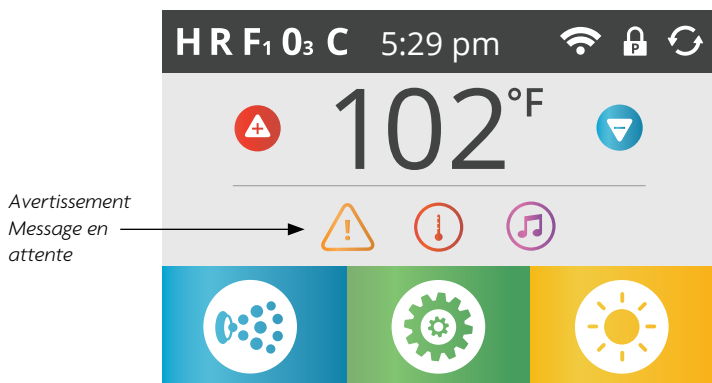 H R F1 03 C 5:29 pm P
102°F
Avertissement
Message en
attente